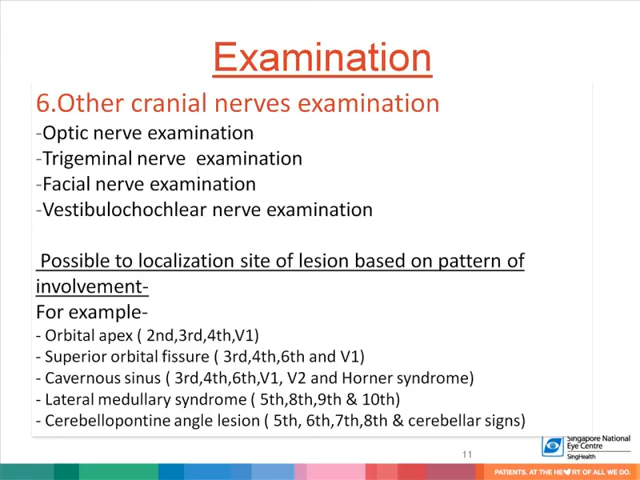 Examination
6.Other cranial nerves examination
-Optic nerve examination
-Trigeminal nerve examination
-Facial nerve examination
-Vestibulochochlear nerve examination
Possible to localization site of lesion based on pattern of
involvement-
For example-
- Orbital apex ( 2nd,3rd,4th,V1)
- Superior orbital fissure ( 3rd,4th,6th and V1)
- Cavernous sinus ( 3rd,4th,6th,V1, V2 and Horner syndrome)
- Lateral medullary syndrome ( 5th,8th,9th & 10th)
- Cerebellopontine angle lesion ( 5th, 6th,7th,8th & cerebellar signs)
Singapore National
Eye Centre
SingHealth
11
PATIENTS. AT THE HE♥RT OF ALL WE DO.